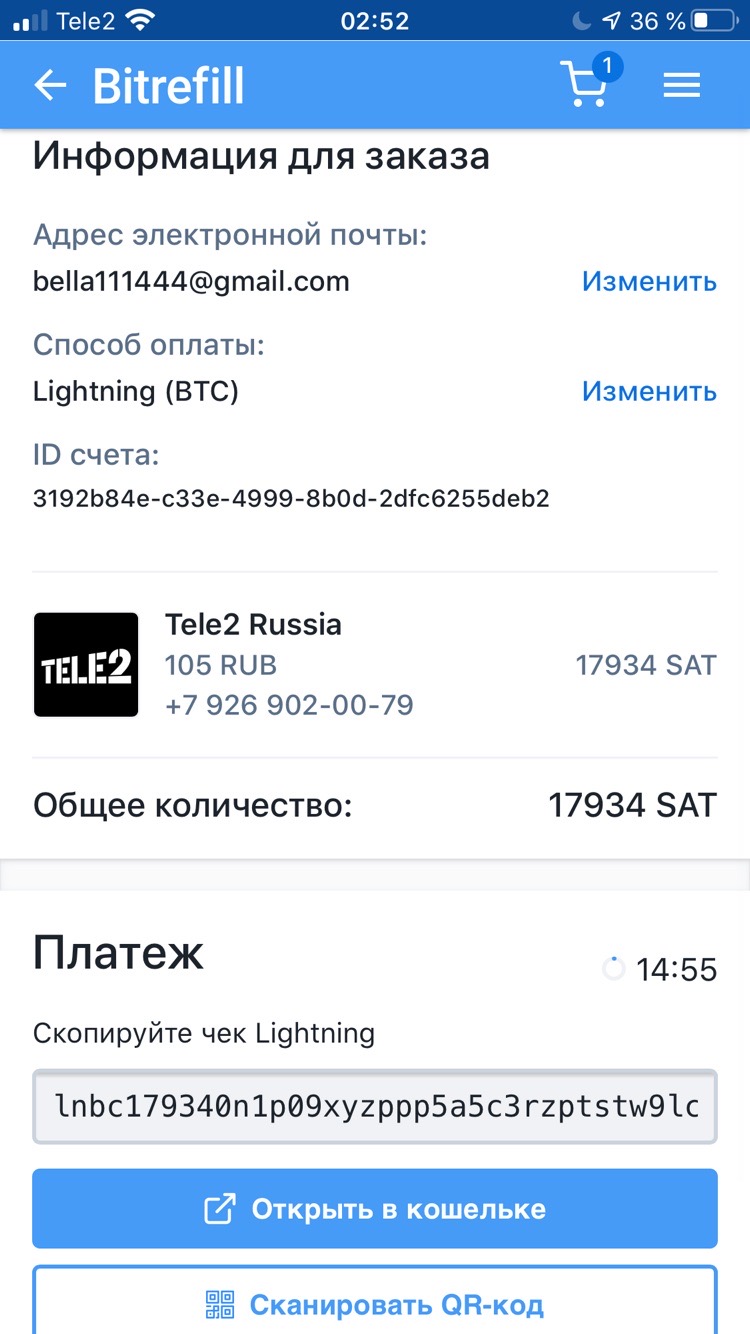 Tele2 02:52 36 %
Bitrefill 1
Информация для заказа
Адрес электронной почты:
bella111444@gmail.com Изменить
Способ оплаты:
Lightning (BTC) Изменить
ID счета:
3192b84e-c33e-4999-8b0d-2dfc6255deb2
TELE2
Tele2 Russia
105 RUB 17934 SAT
+7 926 902-00-79
Общее количество: 17934 SAT
Платеж 14:55
Скопируйте чек Lightning
lnbc179340n1p09xyzppp5a5c3rzptstw9lc
Открыть в кошельке
Сканировать QR-код